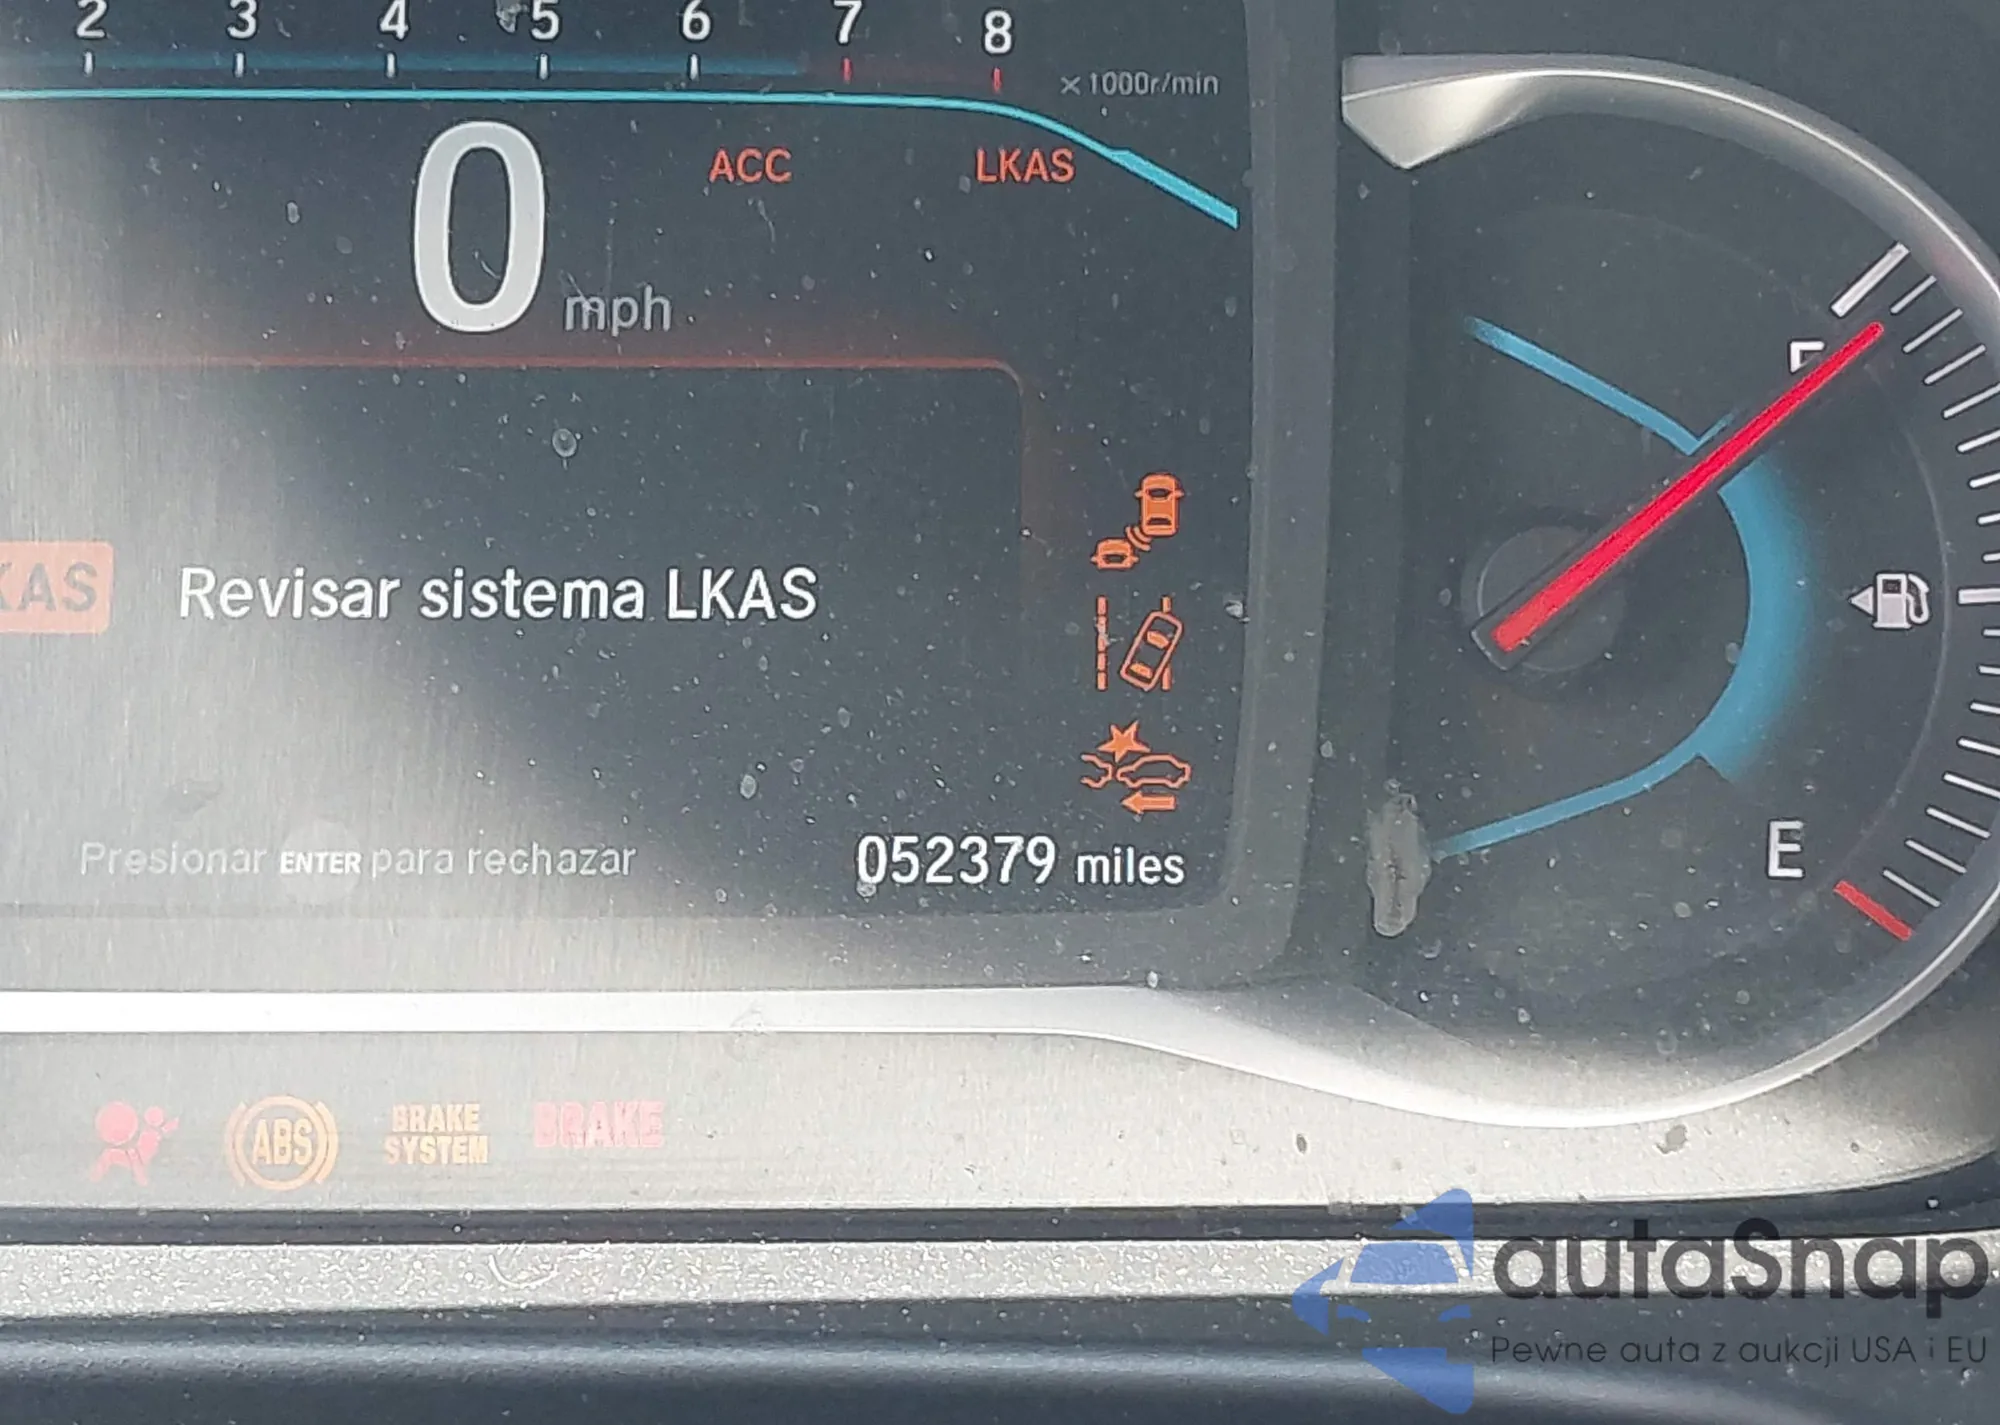 2 3 4 5 6 7 8
×1000r/min
ACC LKAS
0 mph
F
KAS Revisar sistema LKAS
Presionar ENTER para rechazar
052379 miles
E
ABS BRAKE SYSTEM BRAKE
autaSnap
Pewne auta z aukcji USA i EU